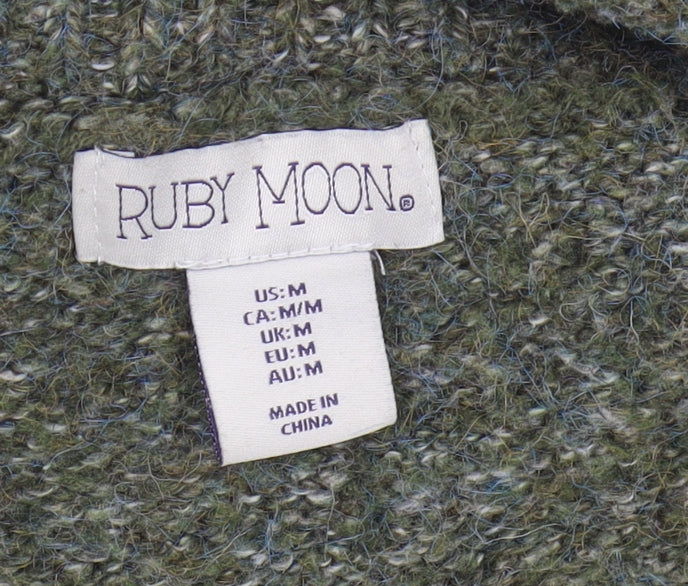 RUBY MOON®
US: M
CA: M/M
UK: M
EU: M
AU: M
MADE IN
CHINA